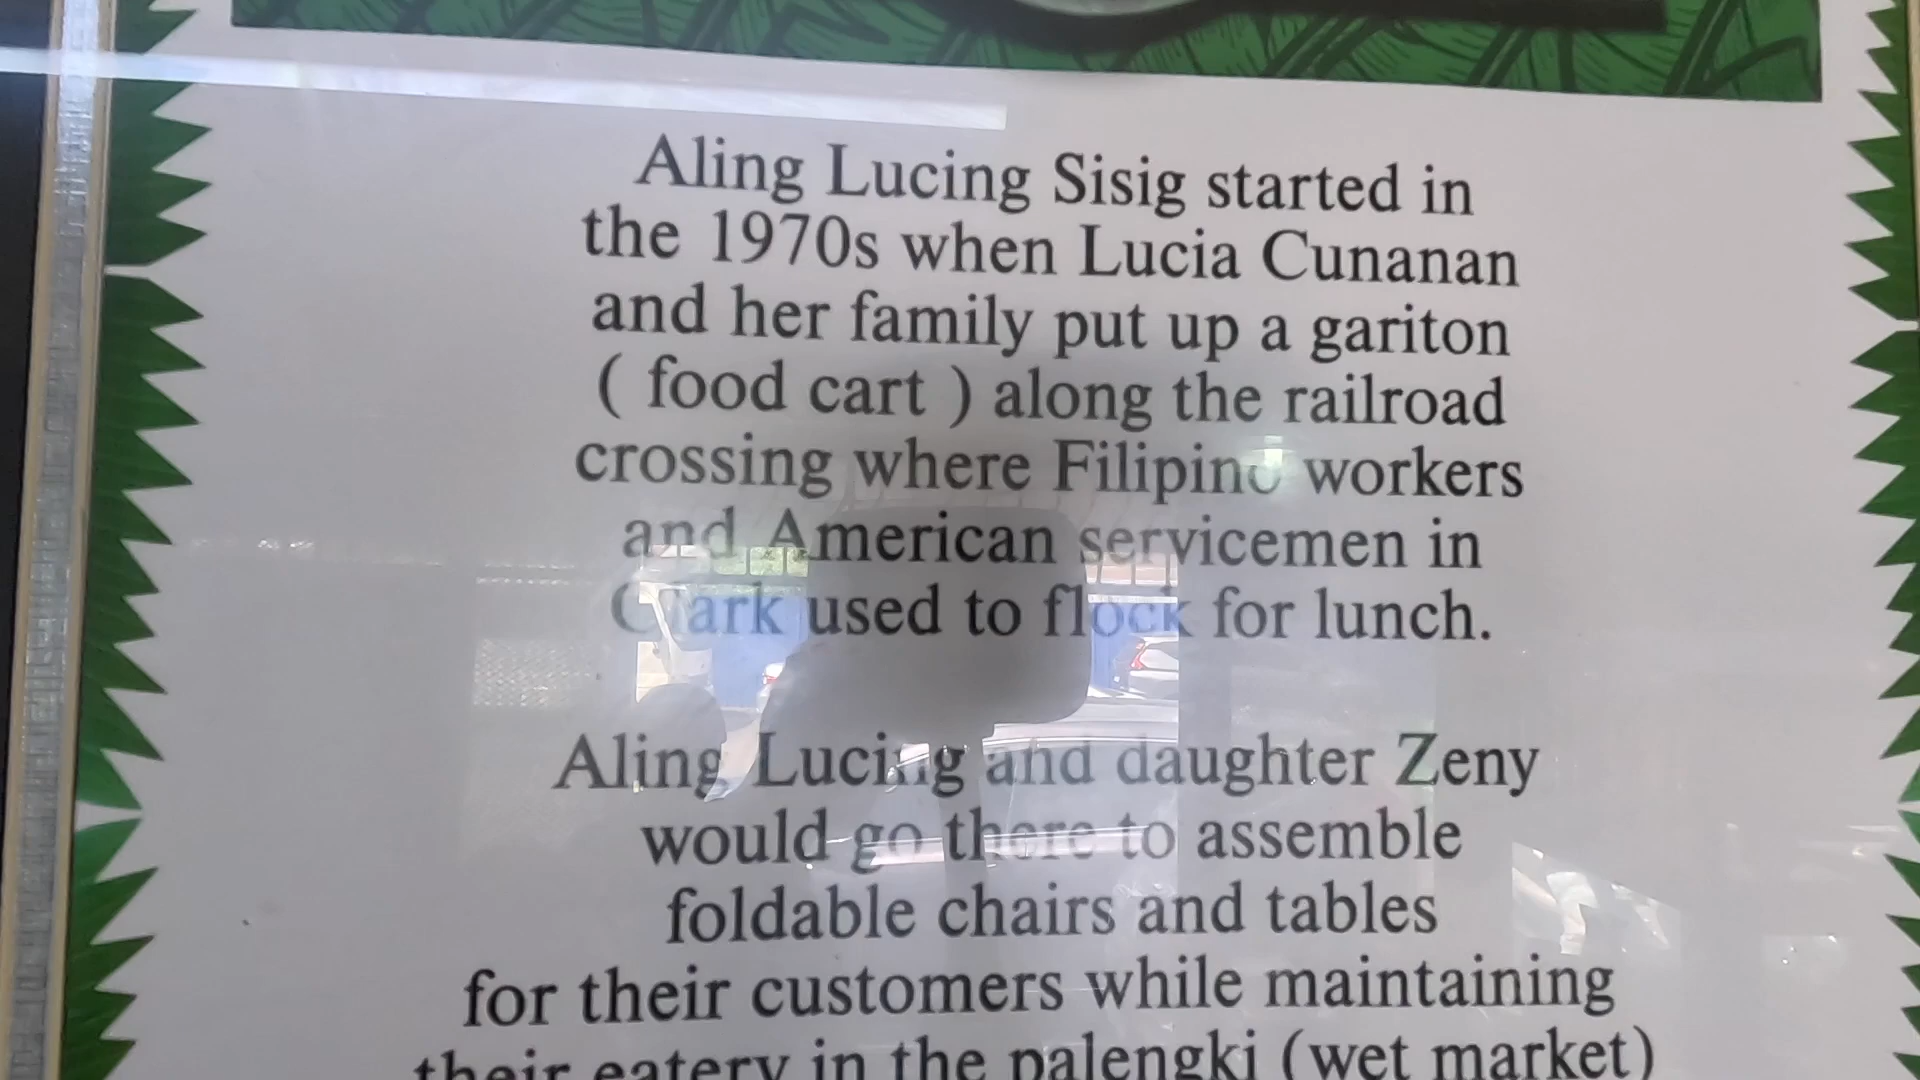 Aling Lucing Sisig started in
the 1970s when Lucia Cunanan
and her family put up a gariton
( food cart ) along the railroad
crossing where Filipino workers
and American servicemen in
Clark used to flock for lunch.
Aling Lucing and daughter Zeny
would go there to assemble
foldable chairs and tables
for their customers while maintaining
their eatery in the palengki (wet market)